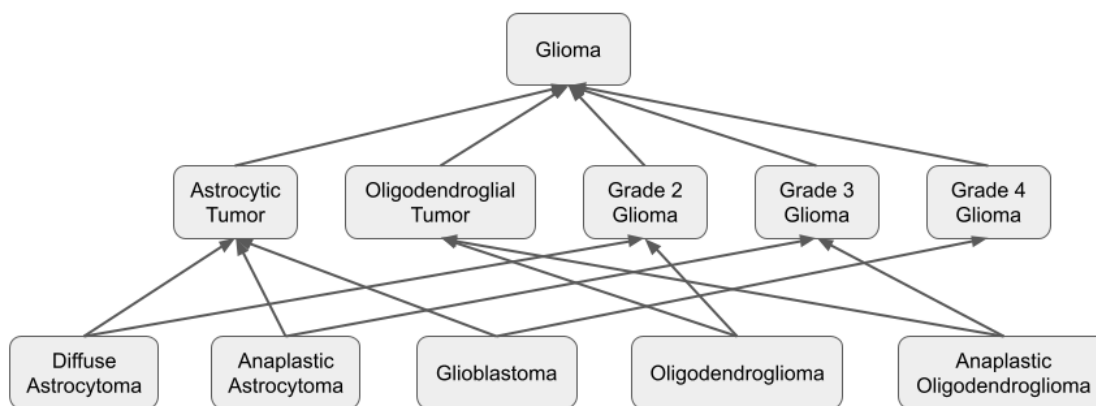 Glioma
Astrocytic
Tumor
Oligodendroglial
Tumor
Grade 2
Glioma
Grade 3
Glioma
Grade 4
Glioma
Diffuse
Astrocytoma
Anaplastic
Astrocytoma
Glioblastoma
Oligodendroglioma
Anaplastic
Oligodendroglioma